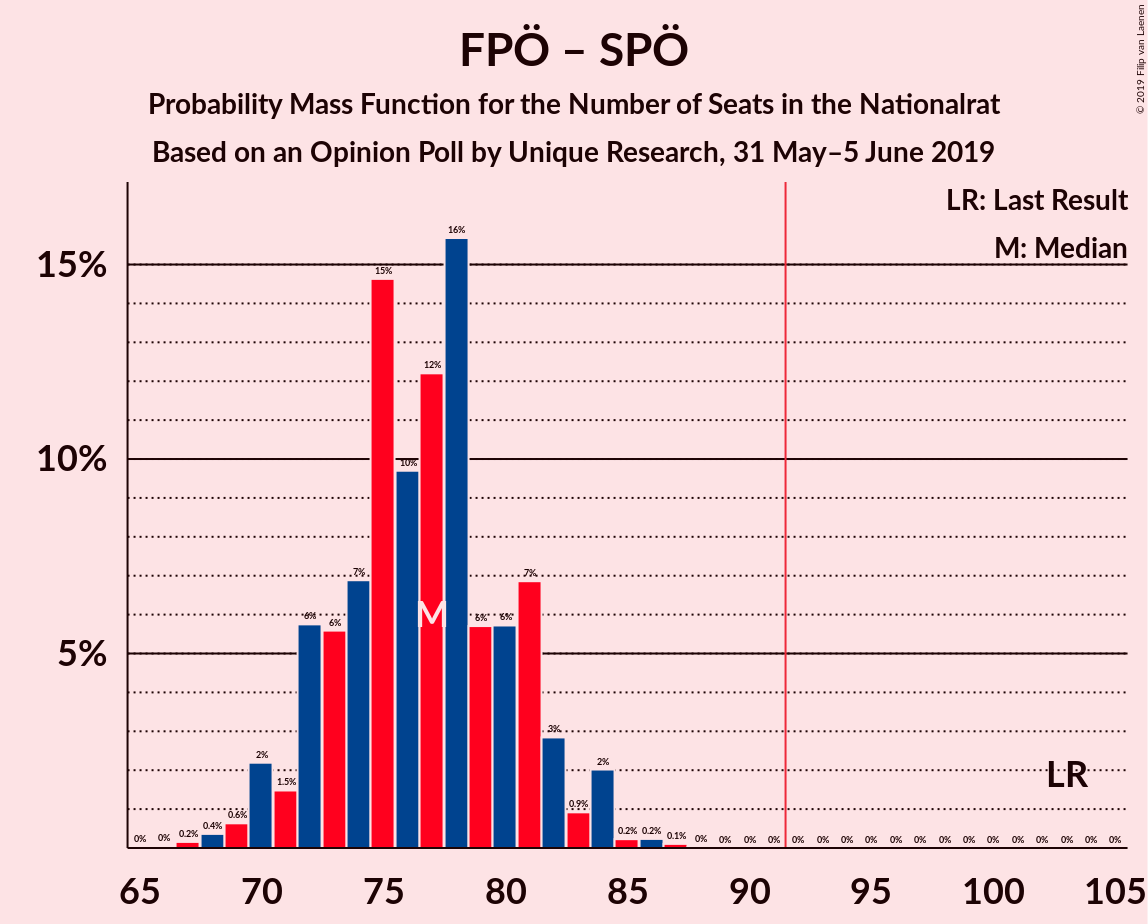 FPÖ – SPÖ
Probability Mass Function for the Number of Seats in the Nationalrat
Based on an Opinion Poll by Unique Research, 31 May–5 June 2019
© 2019 Filip van Laenen
LR: Last Result
M: Median
15%
10%
5%
0% 0% 0.2% 0.4% 0.6% 2% 1.5% 6% 6% 7% 15% 10% 12% 16% 6% 6% 7% 3% 0.9% 2% 0.2% 0.2% 0.1% 0% 0% 0% 0% 0% 0% 0% 0% 0% 0% 0% 0% 0% 0% 0% 0% 0% 0%
M
LR
65 70 75 80 85 90 95 100 105